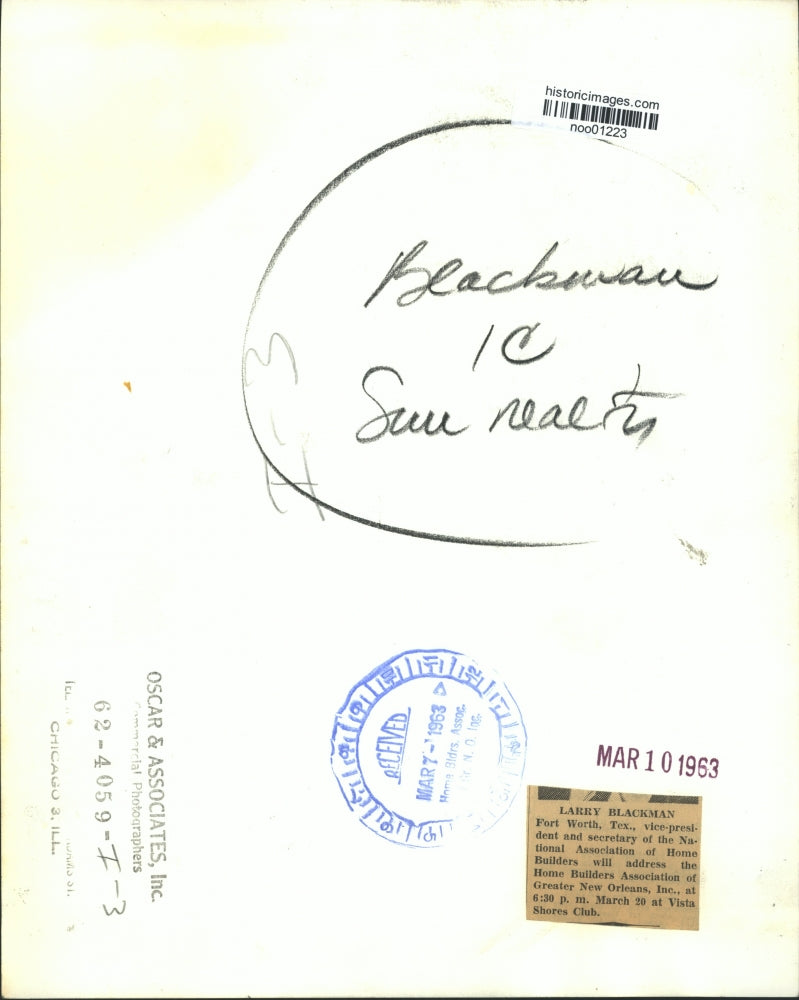 historicimages.com
noo01223
Blackman
1C
Sun realty
I-3
OSCAR & ASSOCIATES, Inc.
Commercial Photographers
62-4059-I-3
CHICAGO 3, ILL.
RECEIVED
MAR 7 - 1963
Home Bldrs. Assoc.
N. O. Inc.
MAR 10 1963
LARRY BLACKMAN
Fort Worth, Tex., vice-presi-
dent and secretary of the Na-
tional Association of Home
Builders will address the
Home Builders Association of
Greater New Orleans, Inc., at
6:30 p. m. March 20 at Vista
Shores Club.